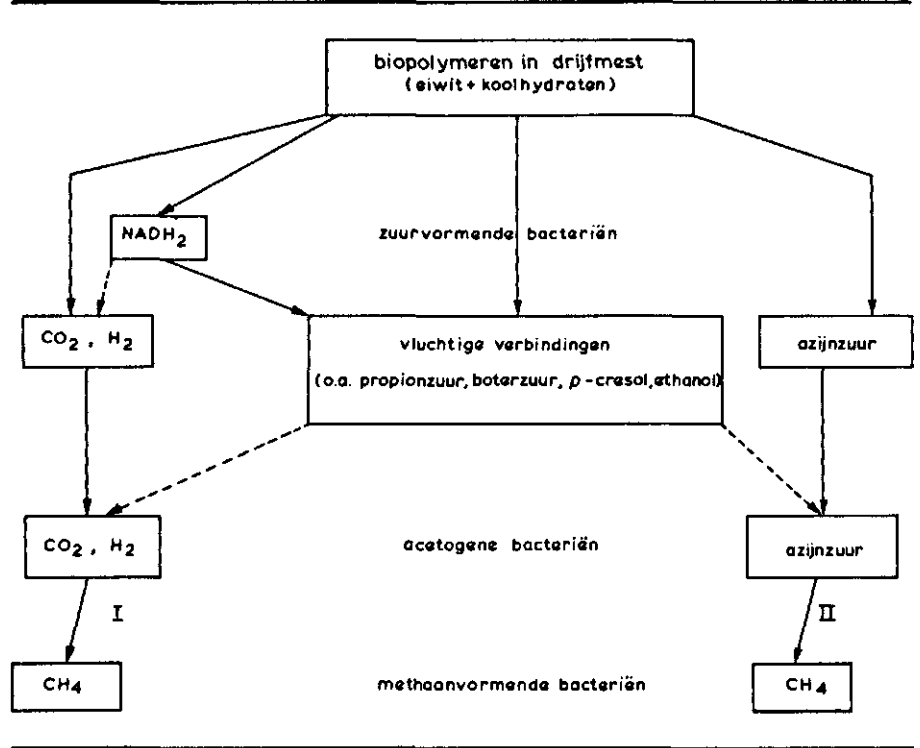 biopolymeren in drijfmest
(eiwit + koolhydraten)
NADH2
zuurvormende bacteriën
CO2 , H2
vluchtige verbindingen
(o.a. propionzuur, boterzuur, p-cresol, ethanol)
azijnzuur
CO2 , H2
acetogene bacteriën
azijnzuur
I
II
CH4
methaanvormende bacteriën
CH4